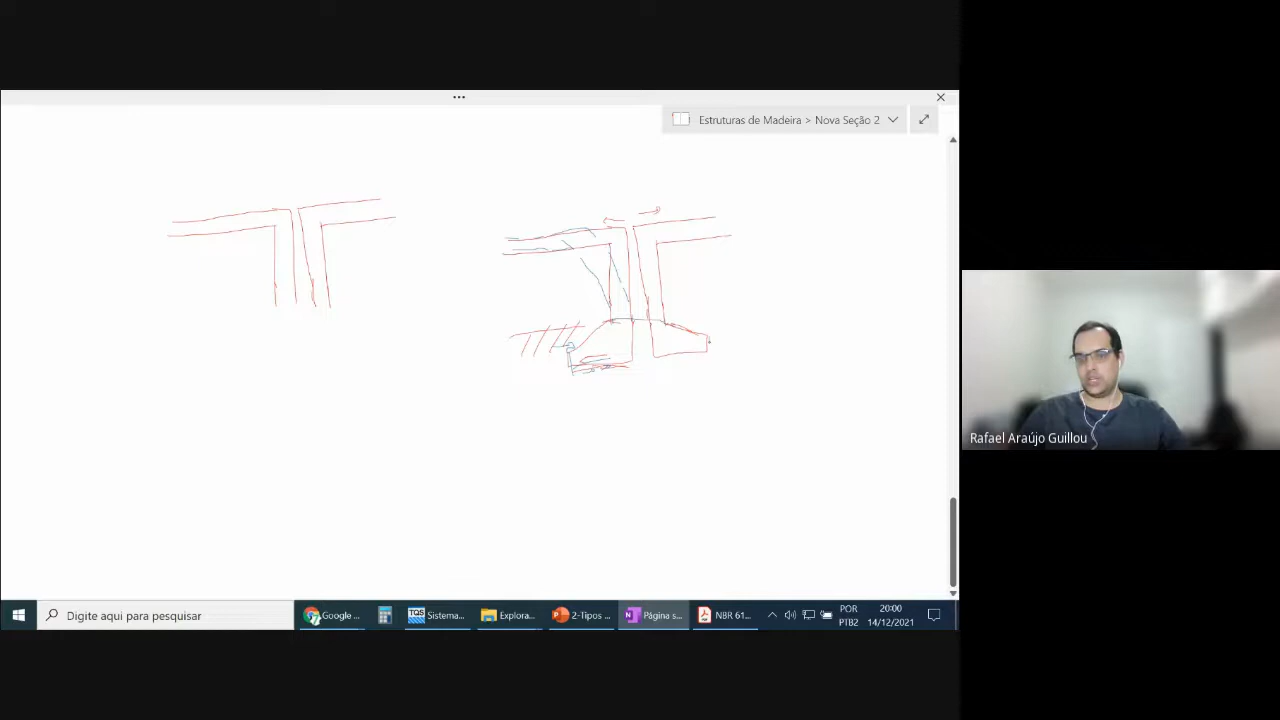 Estruturas de Madeira > Nova Seção 2
Rafael Araújo Guillou
Digite aqui para pesquisar
Google ...
TQS
Sistema...
Explora...
2-Tipos ...
Página s...
NBR 61...
POR
PTB2
20:00
14/12/2021